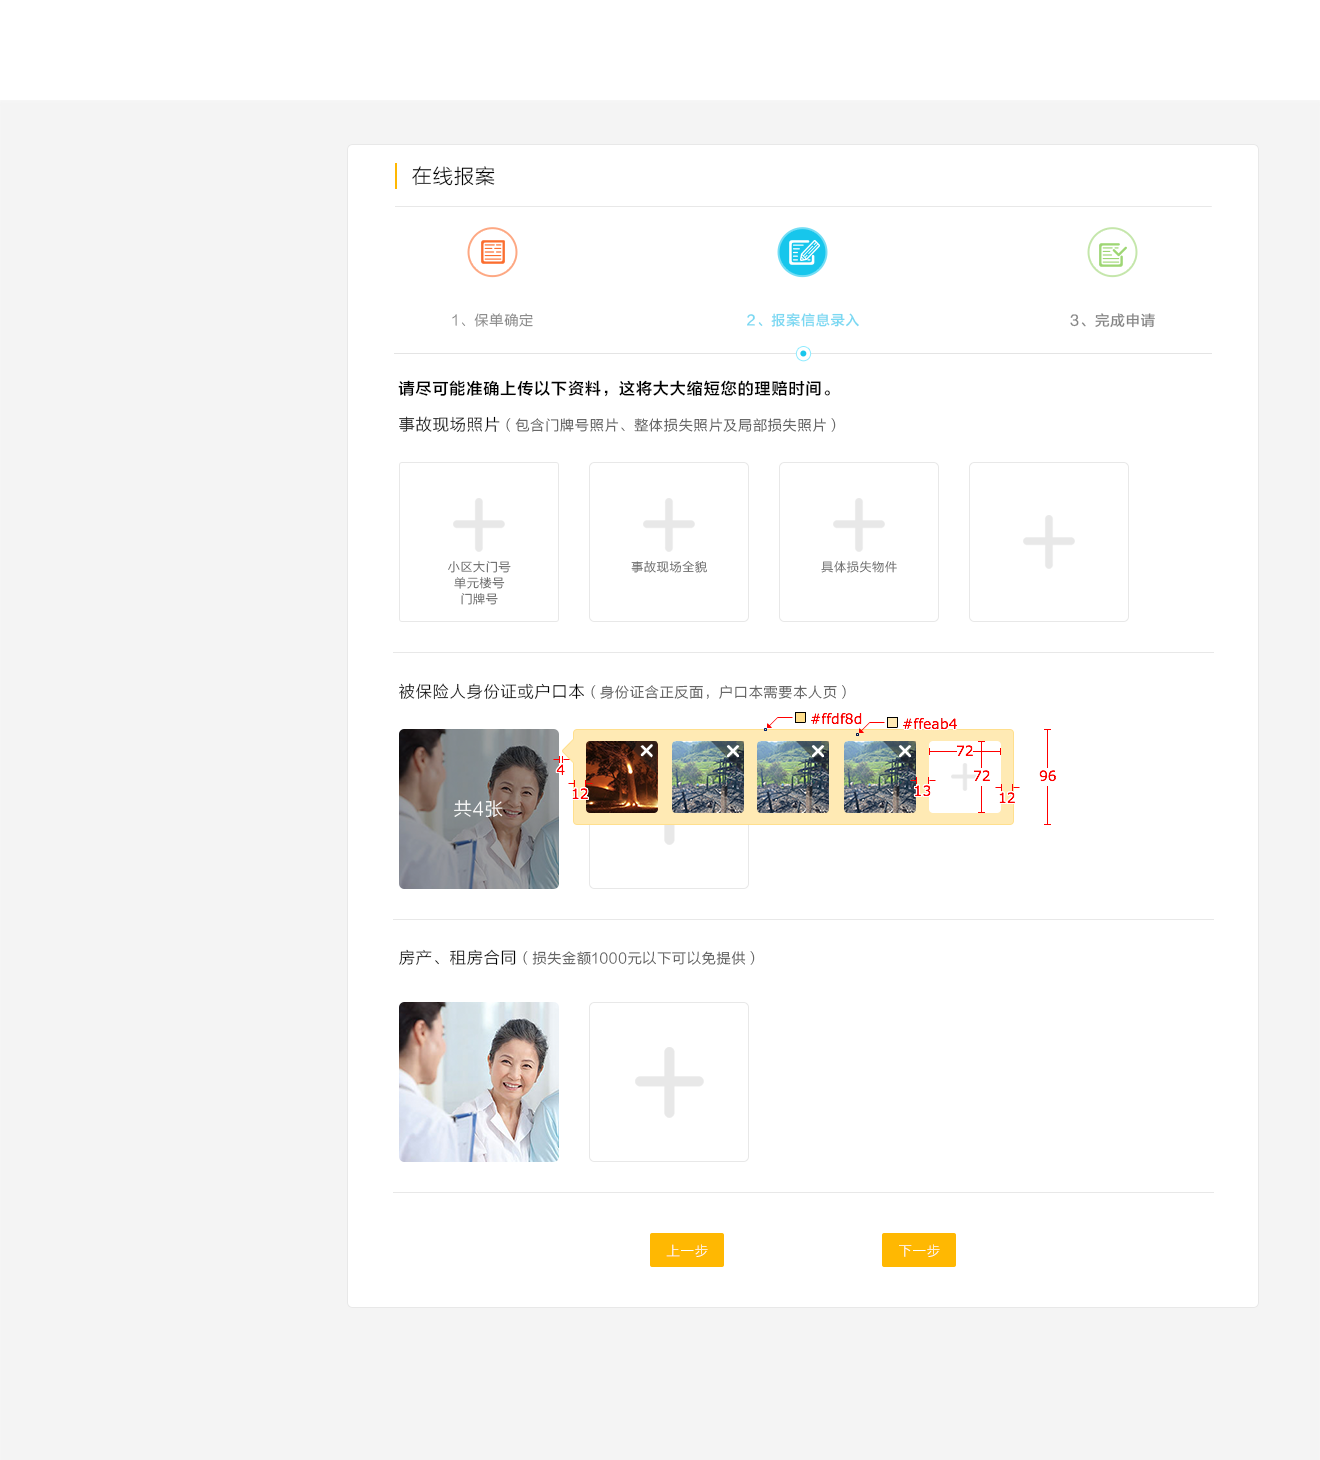 在线报案
1、保单确定
2、报案信息录入
3、完成申请
请尽可能准确上传以下资料，这将大大缩短您的理赔时间。
事故现场照片（包含门牌号照片、整体损失照片及局部损失照片）
小区大门号
单元楼号
门牌号
事故现场全貌
具体损失物件
被保险人身份证或户口本（身份证含正反面，户口本需要本人页）
#ffdf8d
#ffeab4
共4张
4
12
13
72
72
12
96
房产、租房合同（损失金额1000元以下可以免提供）
上一步
下一步